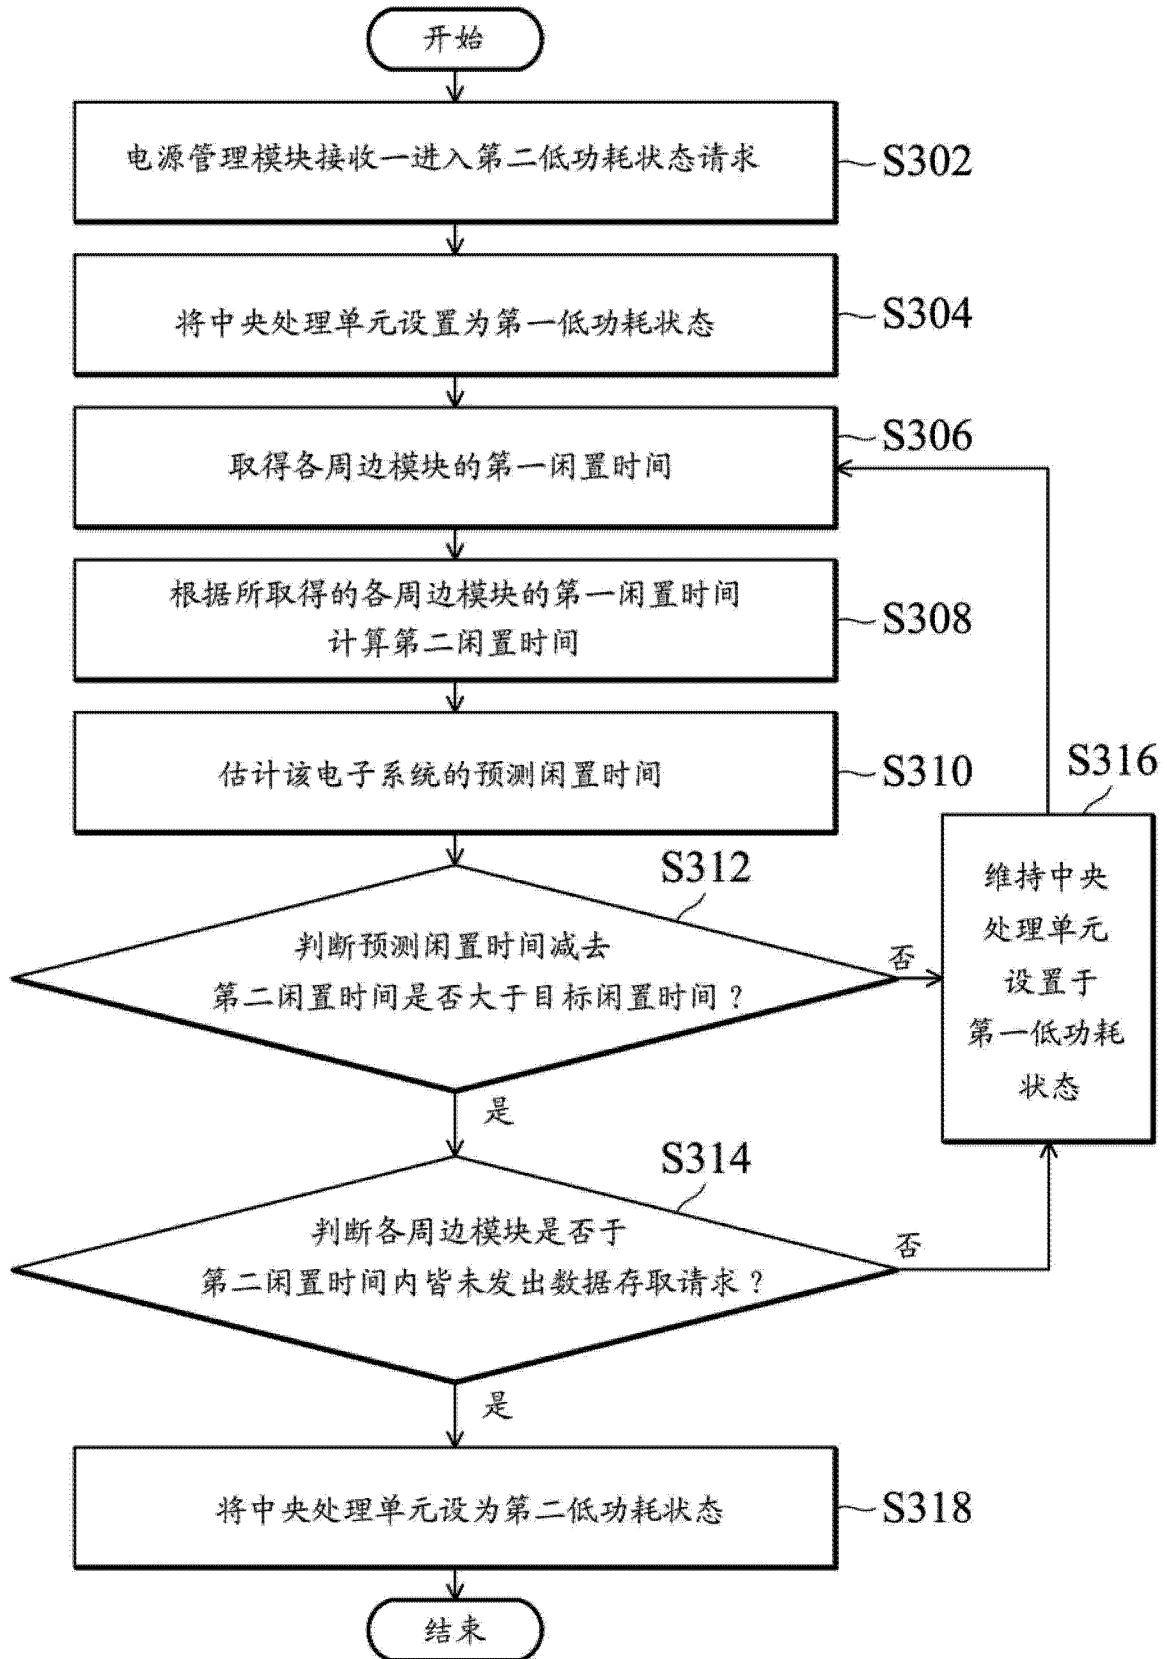 开始
电源管理模块接收一进入第二低功耗状态请求
S302
将中央处理单元设置为第一低功耗状态
S304
取得各周边模块的第一闲置时间
S306
根据所取得的各周边模块的第一闲置时间
计算第二闲置时间
S308
估计该电子系统的预测闲置时间
S310
S312
判断预测闲置时间减去
第二闲置时间是否大于目标闲置时间？
否
是
S316
维持中央
处理单元
设置于
第一低功耗
状态
S314
判断各周边模块是否于
第二闲置时间内皆未发出数据存取请求？
否
是
将中央处理单元设为第二低功耗状态
S318
结束